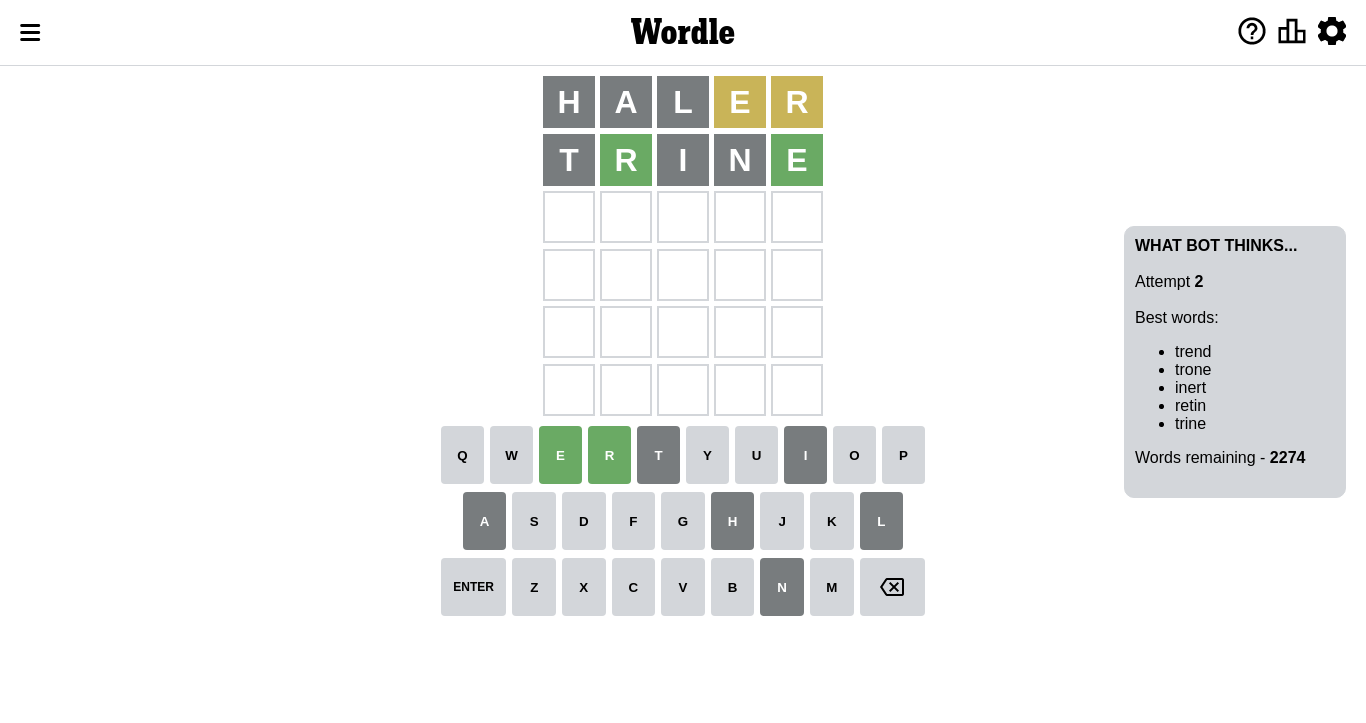 Wordle
H A L E R
T R I N E
WHAT BOT THINKS...
Attempt 2
Best words:
trend
trone
inert
retin
trine
Words remaining - 2274
Q W E R T Y U I O P
A S D F G H J K L
ENTER Z X C V B N M